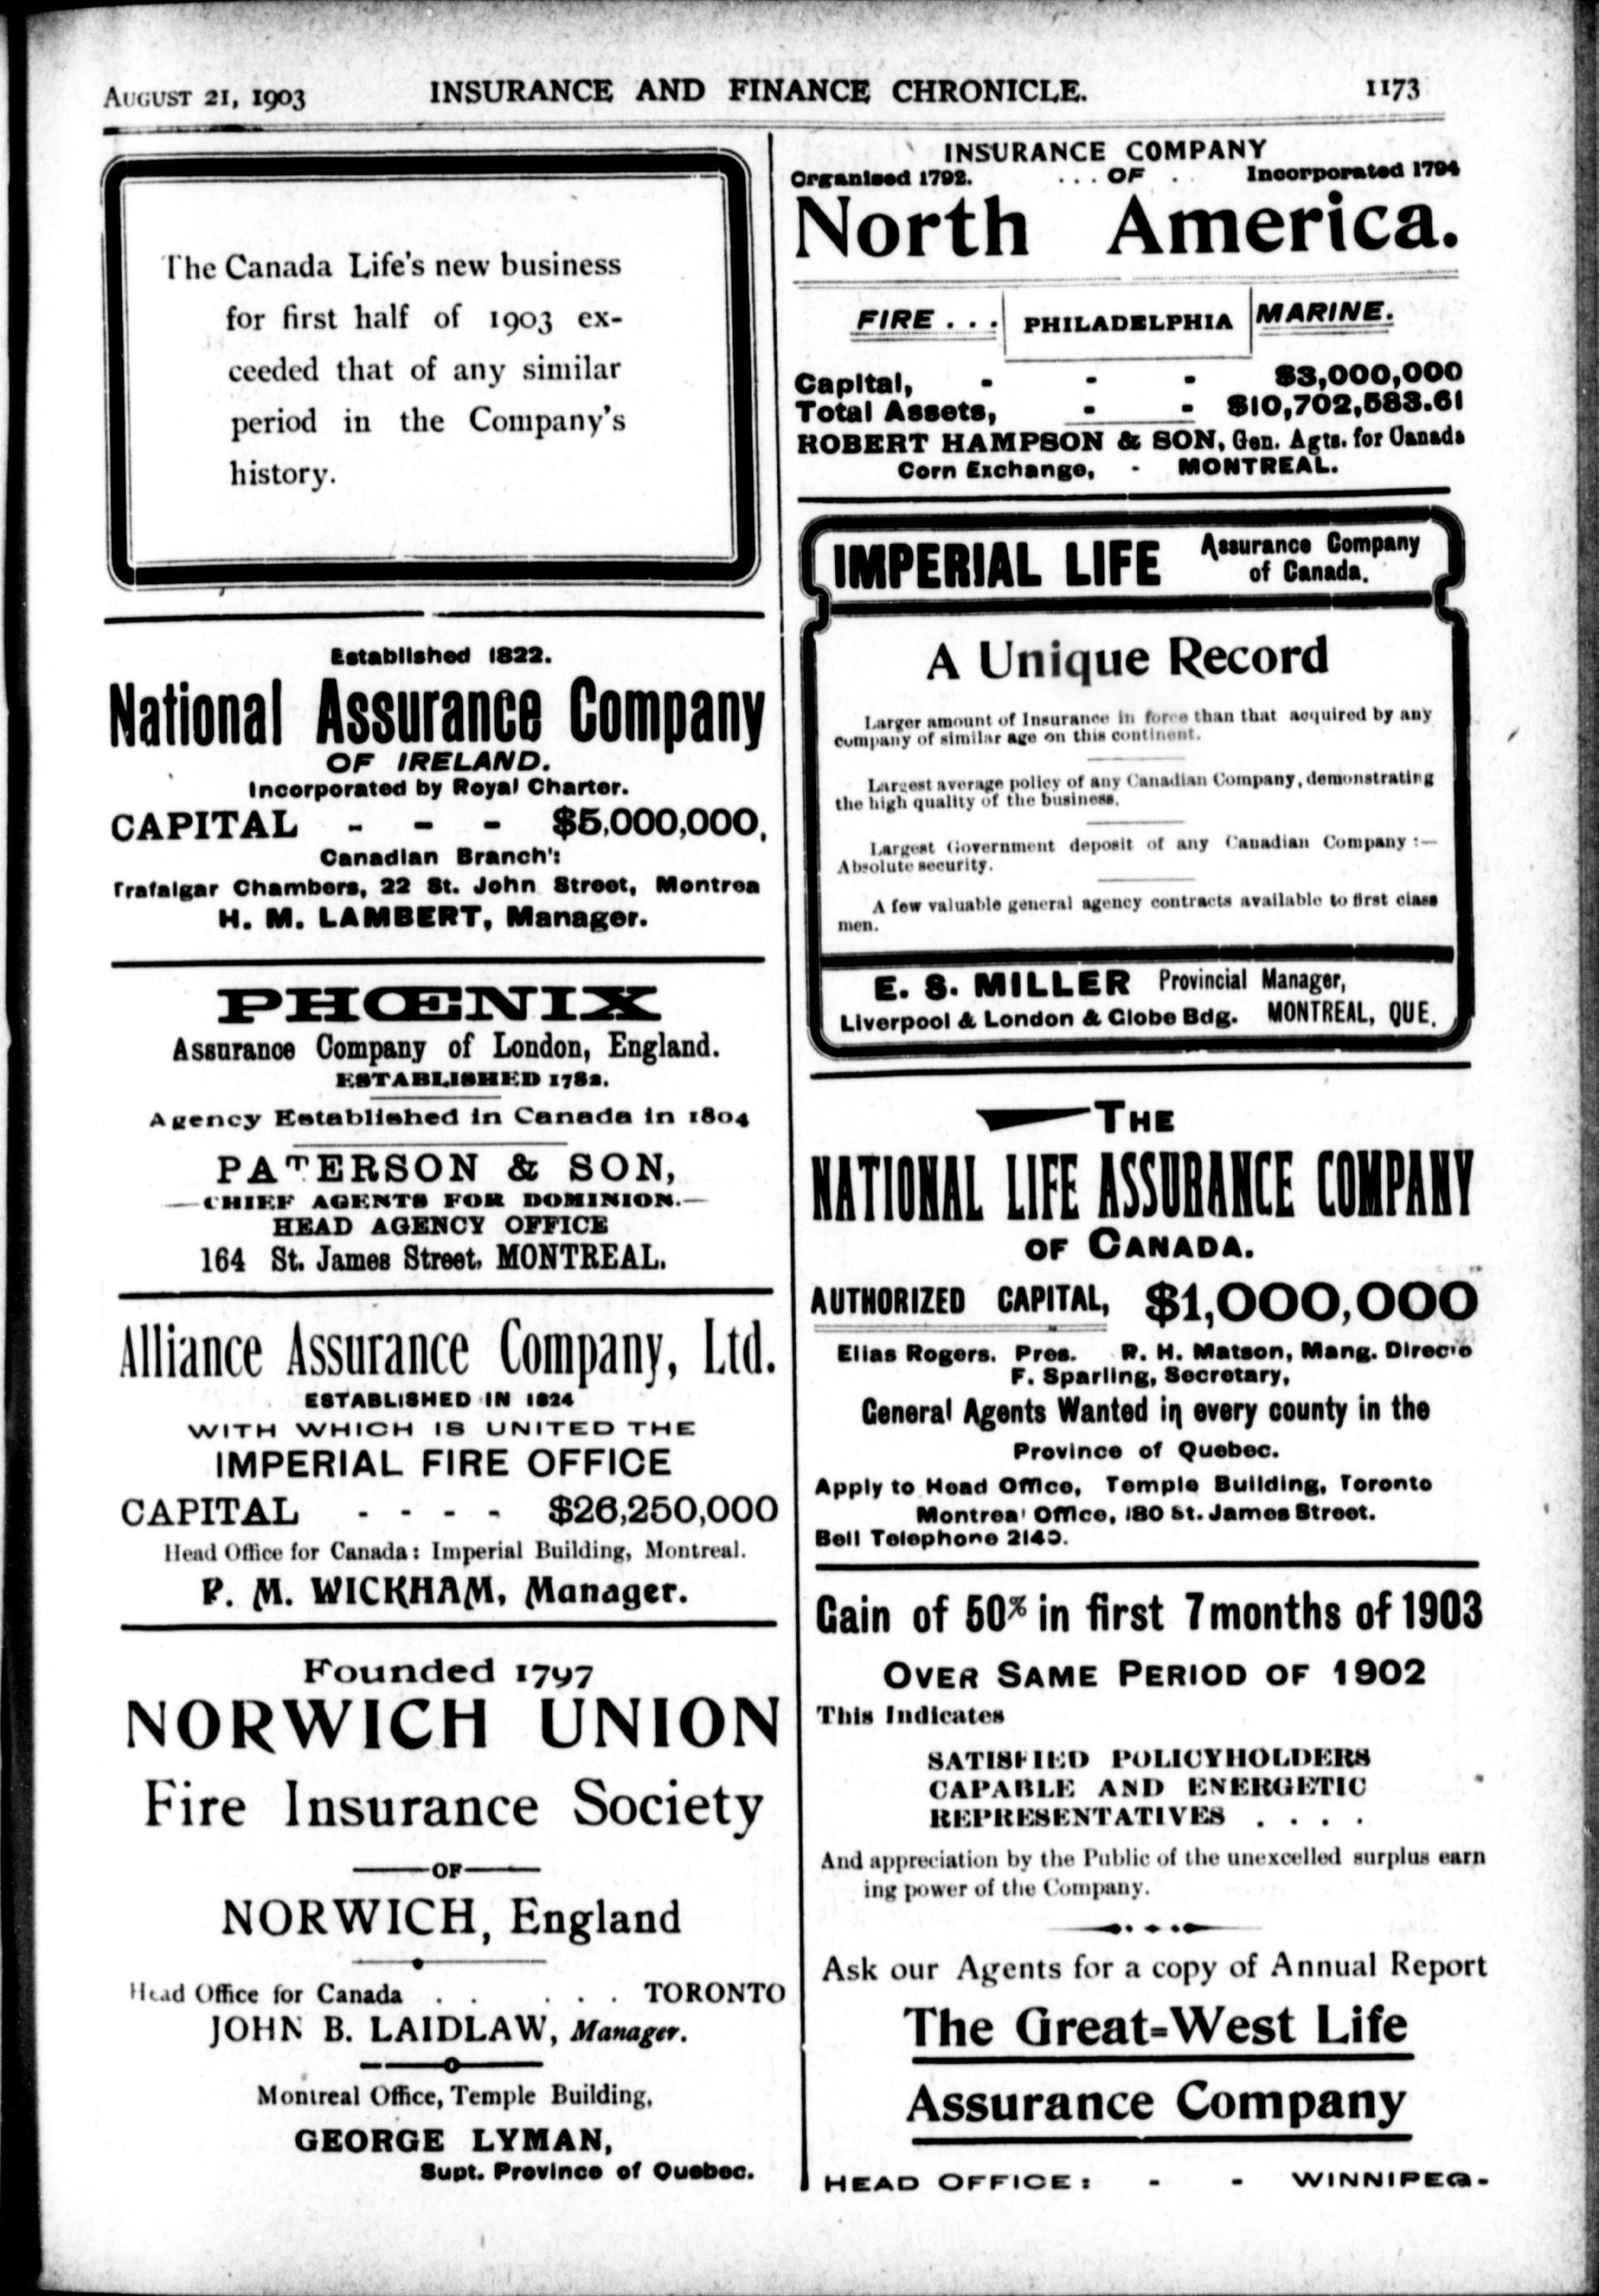 AUGUST 21, 1903 INSURANCE AND FINANCE CHRONICLE. 1173
The Canada Life's new business
for first half of 1903 ex-
ceeded that of any similar
period in the Company's
history.
Established 1822.
National Assurance Company
OF IRELAND.
Incorporated by Royal Charter.
CAPITAL - - - $5,000,000,
Canadian Branch':
Trafalgar Chambers, 22 St. John Street, Montrea
H. M. LAMBERT, Manager.
PHŒNIX
Assurance Company of London, England.
ESTABLISHED 1782.
Agency Established in Canada in 1804
PATERSON & SON,
—CHIEF AGENTS FOR DOMINION.—
HEAD AGENCY OFFICE
164 St. James Street, MONTREAL.
Alliance Assurance Company, Ltd.
ESTABLISHED IN 1824
WITH WHICH IS UNITED THE
IMPERIAL FIRE OFFICE
CAPITAL - - - - $26,250,000
Head Office for Canada: Imperial Building, Montreal.
P. M. WICKHAM, Manager.
Founded 1797
NORWICH UNION
Fire Insurance Society
—OF—
NORWICH, England
Head Office for Canada . . . . . TORONTO
JOHN B. LAIDLAW, Manager.
Montreal Office, Temple Building,
GEORGE LYMAN,
Supt. Province of Quebec.
INSURANCE COMPANY
Organised 1792. ... OF . Incorporated 1794
North America.
FIRE . . . PHILADELPHIA MARINE.
Capital, - - - $3,000,000
Total Assets, - - $10,702,583.61
ROBERT HAMPSON & SON, Gen. Agts. for Canada
Corn Exchange, - MONTREAL.
IMPERIAL LIFE Assurance Company
of Canada.
A Unique Record
Larger amount of Insurance in force than that acquired by any
company of similar age on this continent.
Largest average policy of any Canadian Company, demonstrating
the high quality of the business.
Largest Government deposit of any Canadian Company :—
Absolute security.
A few valuable general agency contracts available to first class
men.
E. S. MILLER Provincial Manager,
Liverpool & London & Globe Bdg. MONTREAL, QUE.
THE
NATIONAL LIFE ASSURANCE COMPANY
OF CANADA.
AUTHORIZED CAPITAL, $1,000,000
Elias Rogers. Pres. R. H. Matson, Mang. Directo
F. Sparling, Secretary,
General Agents Wanted in every county in the
Province of Quebec.
Apply to Head Office, Temple Building, Toronto
Montreal Office, 180 St. James Street.
Bell Telephone 2140.
Gain of 50% in first 7 months of 1903
OVER SAME PERIOD OF 1902
This Indicates
SATISFIED POLICYHOLDERS
CAPABLE AND ENERGETIC
REPRESENTATIVES . . . .
And appreciation by the Public of the unexcelled surplus earn
ing power of the Company.
Ask our Agents for a copy of Annual Report
The Great-West Life
Assurance Company
HEAD OFFICE: - - WINNIPEG-